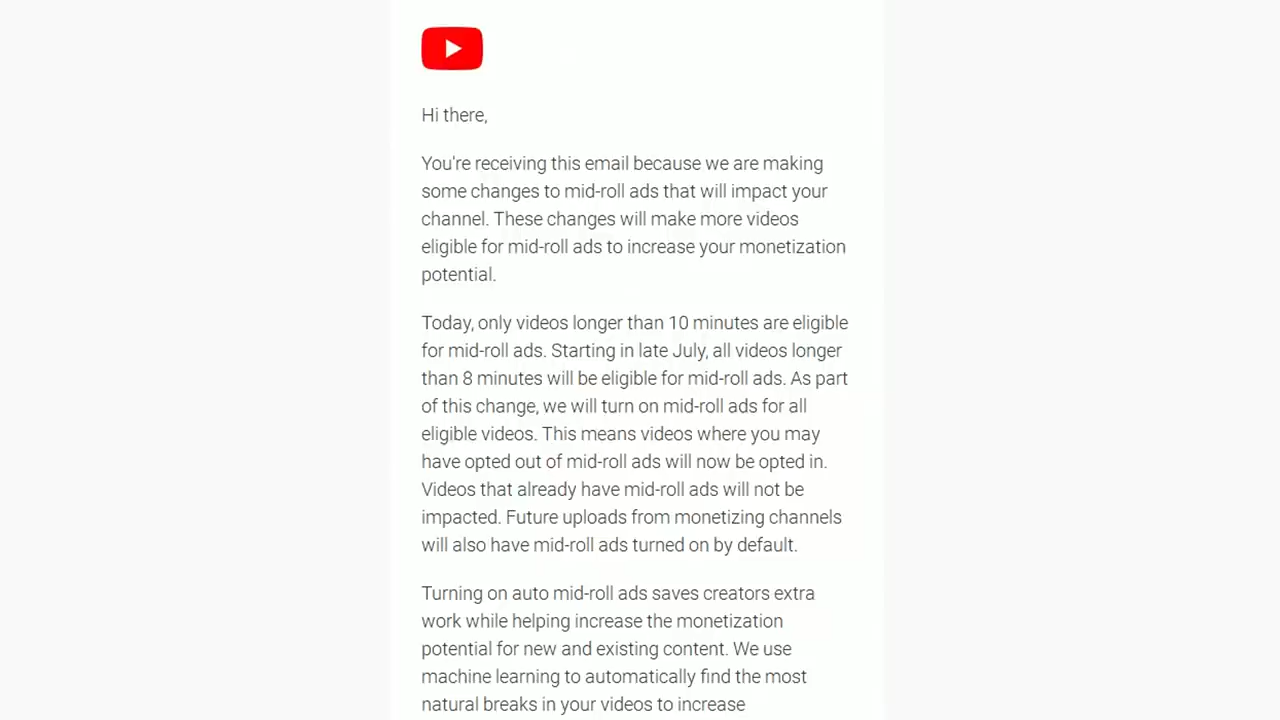 Hi there,
You're receiving this email because we are making
some changes to mid-roll ads that will impact your
channel. These changes will make more videos
eligible for mid-roll ads to increase your monetization
potential.
Today, only videos longer than 10 minutes are eligible
for mid-roll ads. Starting in late July, all videos longer
than 8 minutes will be eligible for mid-roll ads. As part
of this change, we will turn on mid-roll ads for all
eligible videos. This means videos where you may
have opted out of mid-roll ads will now be opted in.
Videos that already have mid-roll ads will not be
impacted. Future uploads from monetizing channels
will also have mid-roll ads turned on by default.
Turning on auto mid-roll ads saves creators extra
work while helping increase the monetization
potential for new and existing content. We use
machine learning to automatically find the most
natural breaks in your videos to increase